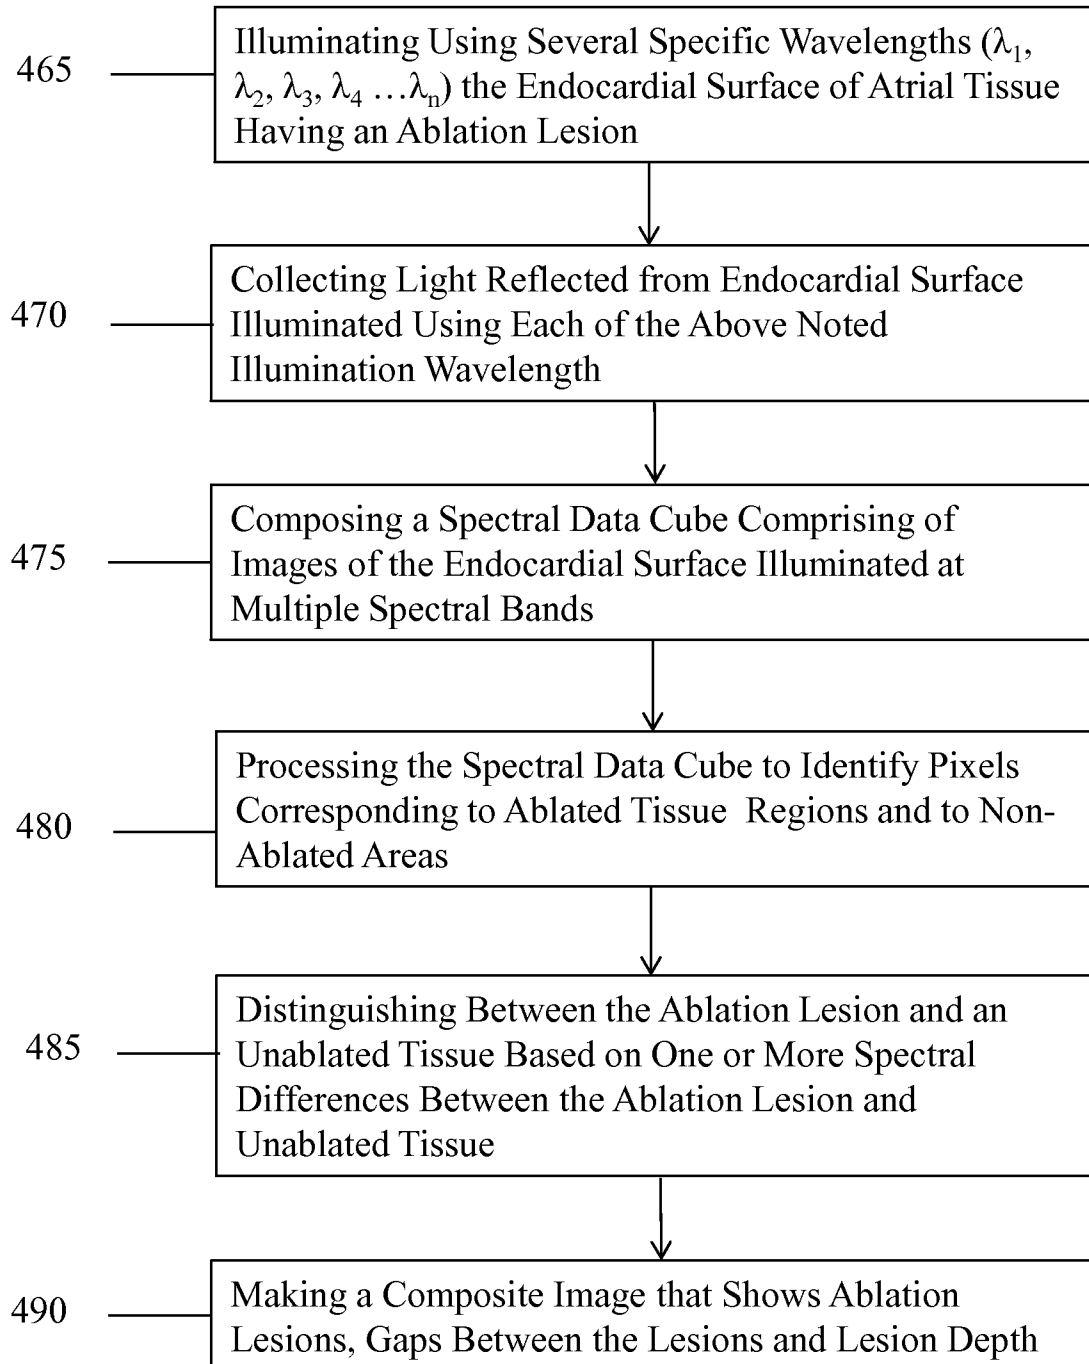 465
Illuminating Using Several Specific Wavelengths (λ₁,
λ₂, λ₃, λ₄ …λₙ) the Endocardial Surface of Atrial Tissue
Having an Ablation Lesion
470
Collecting Light Reflected from Endocardial Surface
Illuminated Using Each of the Above Noted
Illumination Wavelength
475
Composing a Spectral Data Cube Comprising of
Images of the Endocardial Surface Illuminated at
Multiple Spectral Bands
480
Processing the Spectral Data Cube to Identify Pixels
Corresponding to Ablated Tissue Regions and to Non-
Ablated Areas
485
Distinguishing Between the Ablation Lesion and an
Unablated Tissue Based on One or More Spectral
Differences Between the Ablation Lesion and
Unablated Tissue
490
Making a Composite Image that Shows Ablation
Lesions, Gaps Between the Lesions and Lesion Depth